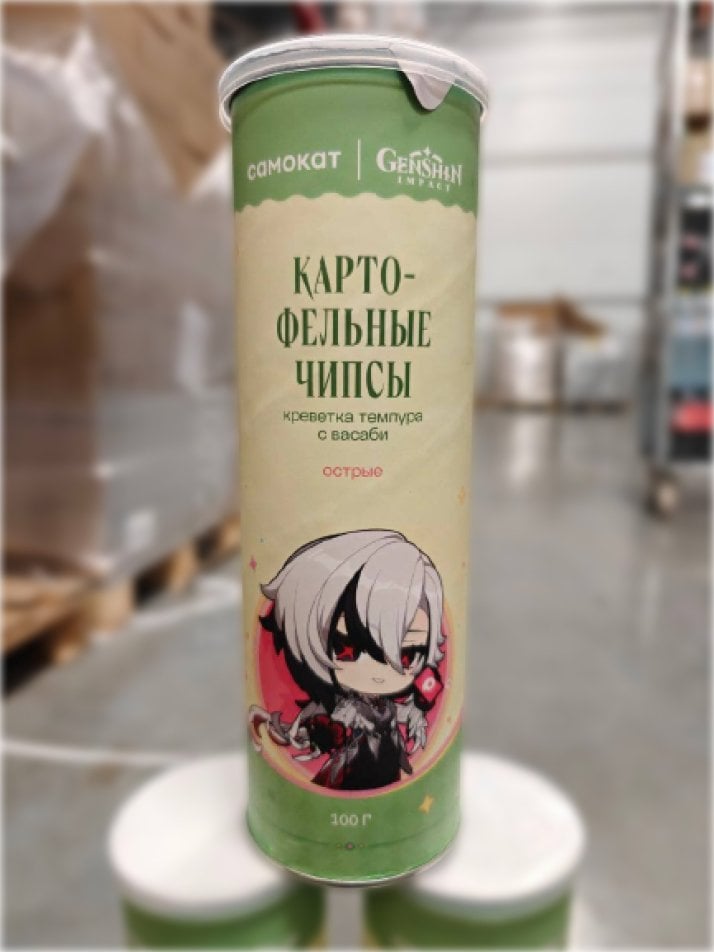 самокат | GENSHIN
IMPACT
КАРТО-
ФЕЛЬНЫЕ
ЧИПСЫ
креветка темпура
с васаби
острые
100 Г